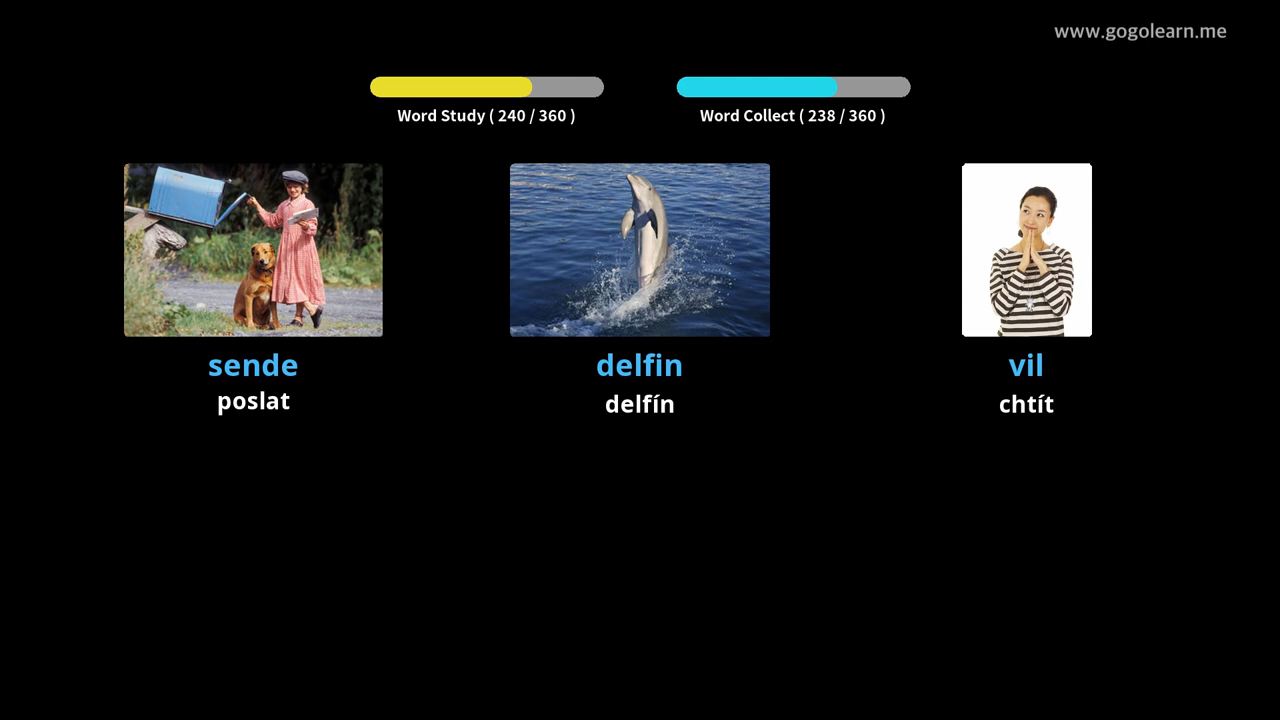 www.gogolearn.me
Word Study ( 240 / 360 )
Word Collect ( 238 / 360 )
sende
delfin
vil
poslat
delfín
chtít